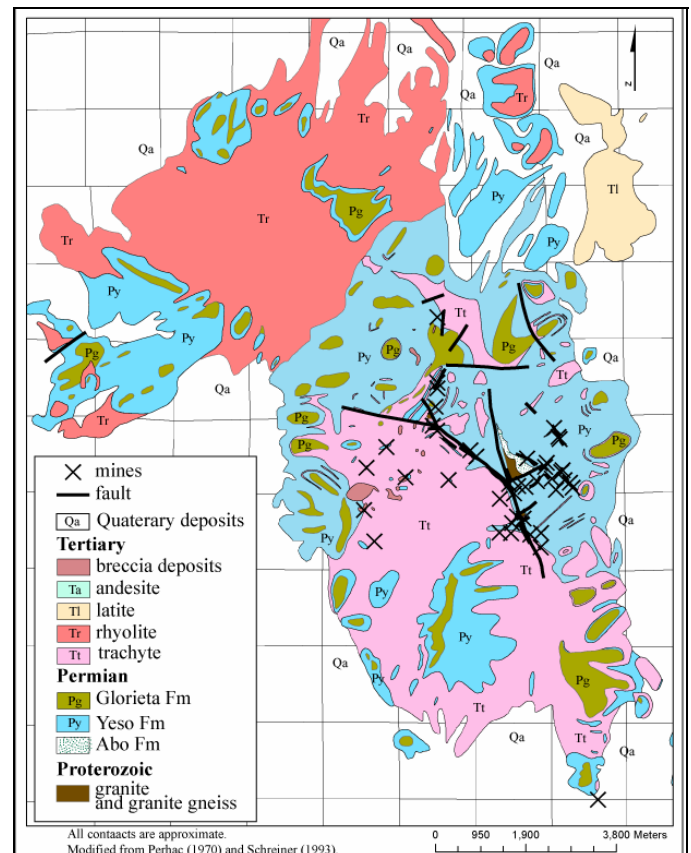 Qa
Qa
Qa
Tr
N
Tr
Qa
Qa
Qa
Tl
Tr
Pg
Py
Tr
Py
Py
Tt
Py
Pg
Py
Pg
Pg
Qa
Tt
Qa
Tr
Pg
Py
Pg
Pg
mines
fault
Qa Quaterary deposits
Tertiary
breccia deposits
Ta andesite
Tl latite
Tr rhyolite
Tt trachyte
Permian
Pg Glorieta Fm
Py Yeso Fm
Abo Fm
Proterozoic
granite
and granite gneiss
Tt
Qa
Py
Tt
Py
Py
Qa
Pg
Py
Tt
Qa
Tt
Qa
All contaacts are approximate.
Modified from Perhac (1970) and Schreiner (1993).
0 950 1,900 3,800 Meters